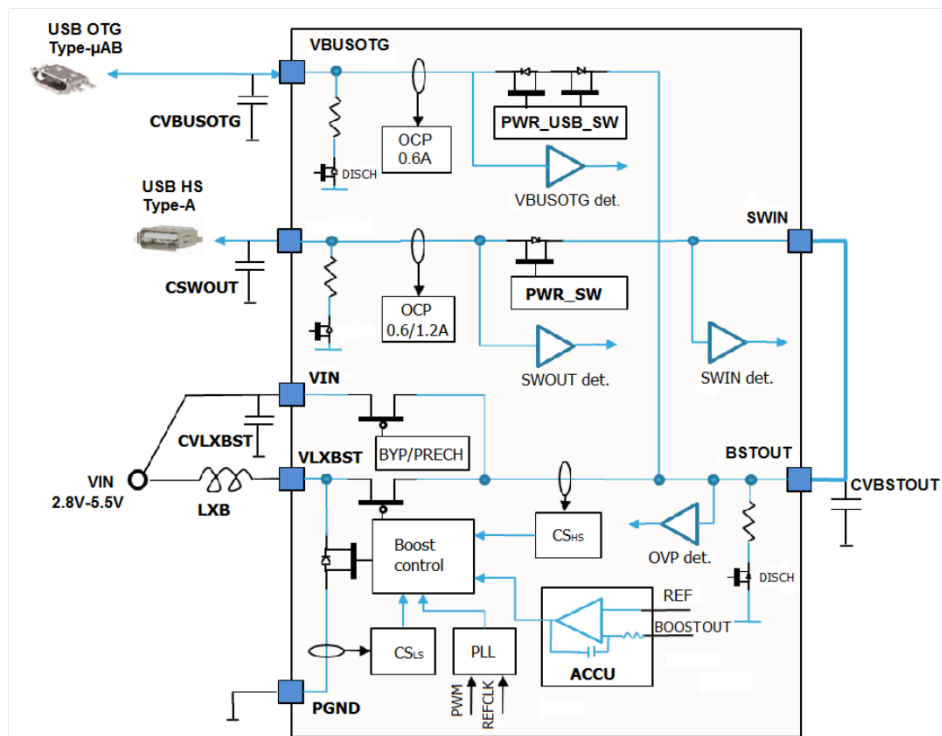 USB OTG
Type-µAB
VBUSOTG
CVBUSOTG
OCP
0.6A
PWR_USB_SW
DISCH
VBUSOTG det.
USB HS
Type-A
SWIN
CSWOUT
OCP
0.6/1.2A
PWR_SW
SWOUT det.
SWIN det.
VIN
CVLXBST
BYP/PRECH
VLXBST
BSTOUT
VIN
2.8V-5.5V
LXB
CVBSTOUT
Boost
control
CSHS
OVP det.
DISCH
REF
BOOSTOUT
CSLS
PLL
ACCU
PGND
PWM
REFCLK